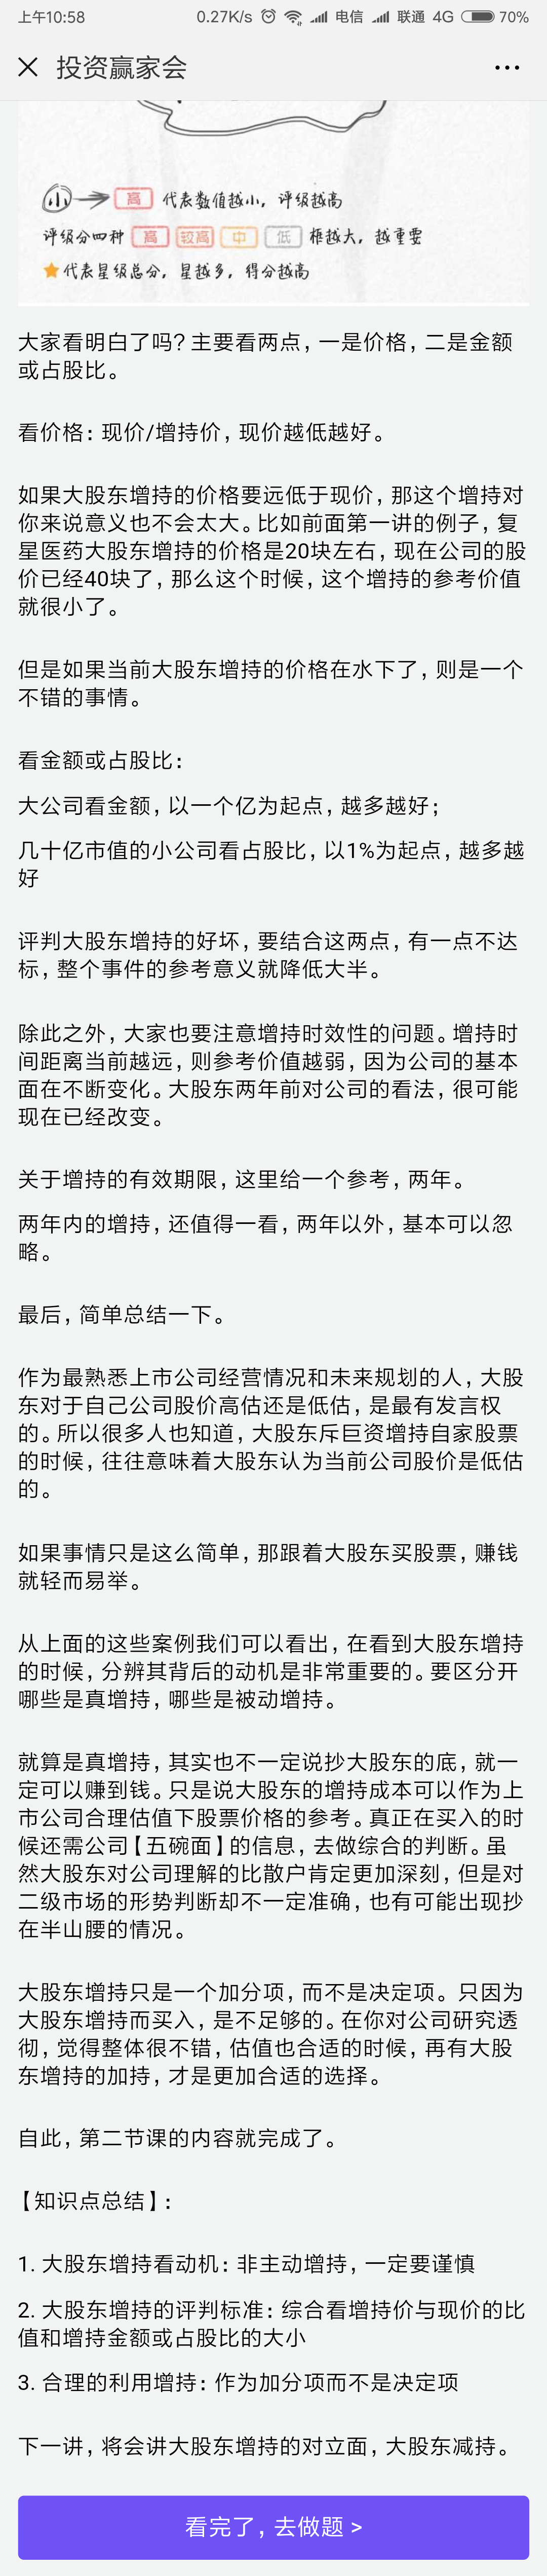 上午10:58 0.27K/s 电信 联通 4G 70%
投资赢家会
小 高 代表数值越小，评级越高
评级分四种 高 较高 中 低 框越大，越重要
代表星级总分，星越多，得分越高
大家看明白了吗？主要看两点，一是价格，二是金额
或占股比。
看价格：现价/增持价，现价越低越好。
如果大股东增持的价格要远低于现价，那这个增持对
你来说意义也不会太大。比如前面第一讲的例子，复
星医药大股东增持的价格是20块左右，现在公司的股
价已经40块了，那么这个时候，这个增持的参考价值
就很小了。
但是如果当前大股东增持的价格在水下了，则是一个
不错的事情。
看金额或占股比：
大公司看金额，以一个亿为起点，越多越好；
几十亿市值的小公司看占股比，以1%为起点，越多越
好
评判大股东增持的好坏，要结合这两点，有一点不达
标，整个事件的参考意义就降低大半。
除此之外，大家也要注意增持时效性的问题。增持时
间距离当前越远，则参考价值越弱，因为公司的基本
面在不断变化。大股东两年前对公司的看法，很可能
现在已经改变。
关于增持的有效期限，这里给一个参考，两年。
两年内的增持，还值得一看，两年以外，基本可以忽
略。
最后，简单总结一下。
作为最熟悉上市公司经营情况和未来规划的人，大股
东对于自己公司股价高估还是低估，是最有发言权
的。所以很多人也知道，大股东斥巨资增持自家股票
的时候，往往意味着大股东认为当前公司股价是低估
的。
如果事情只是这么简单，那跟着大股东买股票，赚钱
就轻而易举。
从上面的这些案例我们可以看出，在看到大股东增持
的时候，分辨其背后的动机是非常重要的。要区分开
哪些是真增持，哪些是被动增持。
就算是真增持，其实也不一定说抄大股东的底，就一
定可以赚到钱。只是说大股东的增持成本可以作为上
市公司合理估值下股票价格的参考。真正在买入的时
候还需公司【五碗面】的信息，去做综合的判断。虽
然大股东对公司理解的比散户肯定更加深刻，但是对
二级市场的形势判断却不一定准确，也有可能出现抄
在半山腰的情况。
大股东增持只是一个加分项，而不是决定项。只因为
大股东增持而买入，是不足够的。在你对公司研究透
彻，觉得整体很不错，估值也合适的时候，再有大股
东增持的加持，才是更加合适的选择。
自此，第二节课的内容就完成了。
【知识点总结】：
1. 大股东增持看动机：非主动增持，一定要谨慎
2. 大股东增持的评判标准：综合看增持价与现价的比
值和增持金额或占股比的大小
3. 合理的利用增持：作为加分项而不是决定项
下一讲，将会讲大股东增持的对立面，大股东减持。
看完了，去做题 >